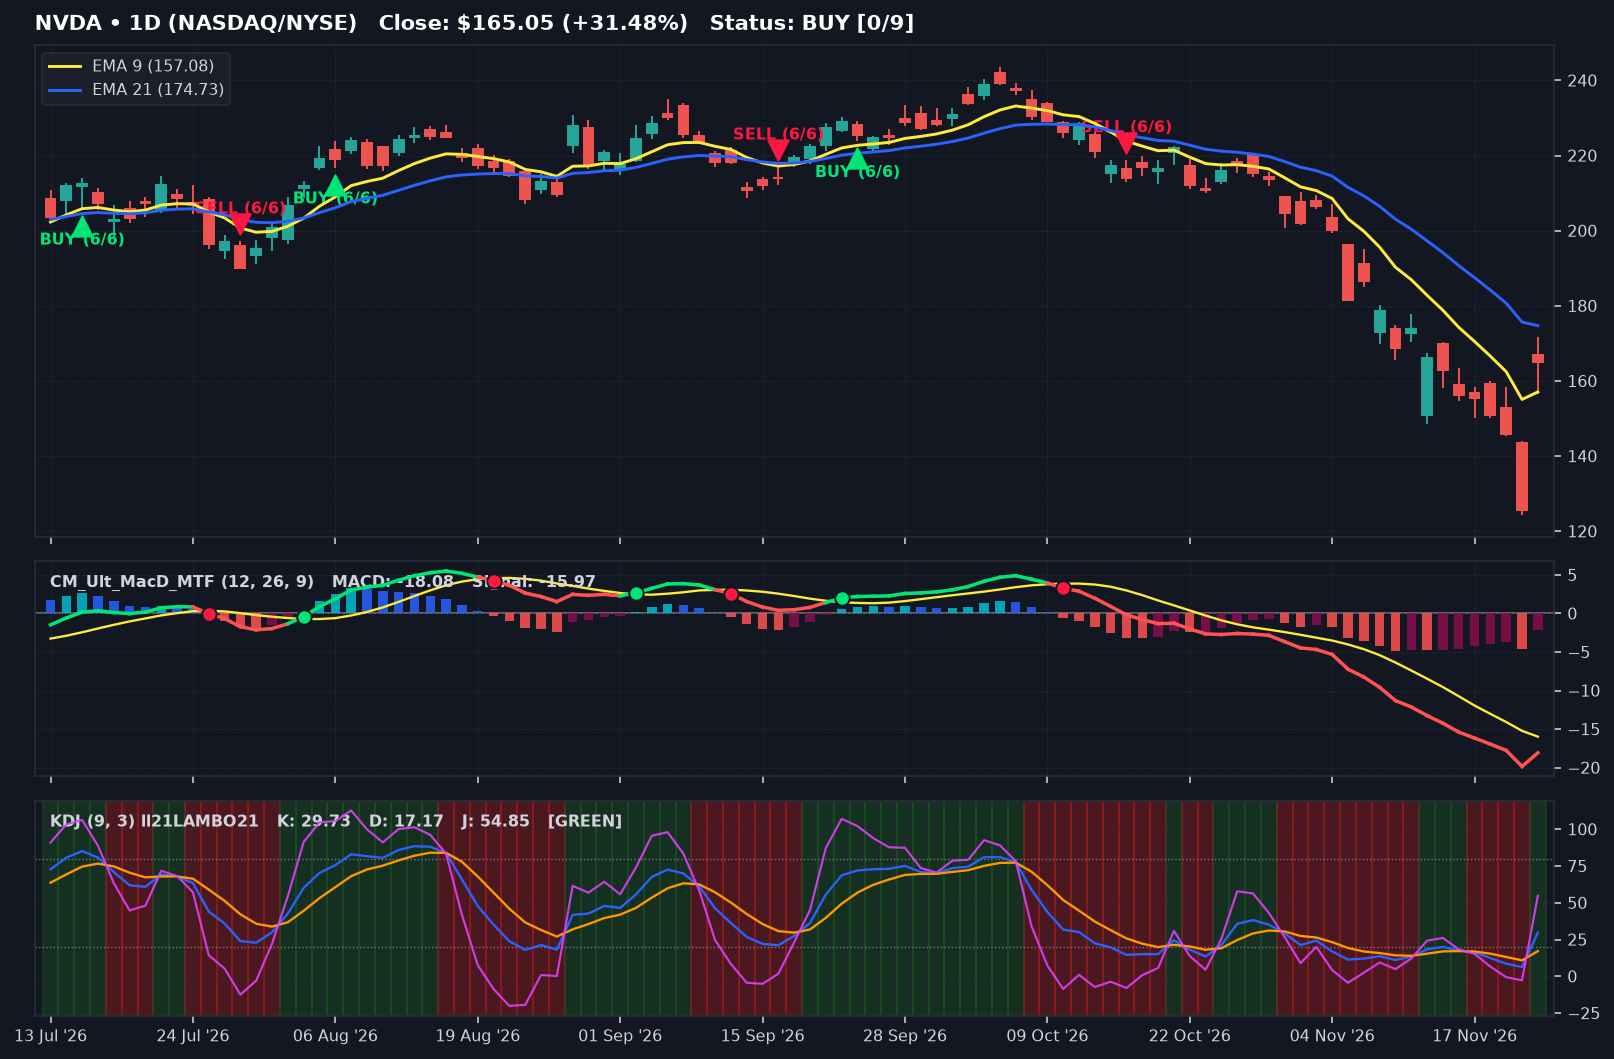 NVDA • 1D (NASDAQ/NYSE)   Close: $165.05 (+31.48%)   Status: BUY [0/9]
EMA 9 (157.08)
EMA 21 (174.73)
240
220
200
180
160
140
120
BUY (6/6)
SELL (6/6)
BUY (6/6)
SELL (6/6)
BUY (6/6)
SELL (6/6)
CM_Ult_MacD_MTF (12, 26, 9)   MACD: -18.08   Signal: -15.97
5
0
−5
−10
−15
−20
KDJ (9, 3) II21LAMBO21   K: 29.73   D: 17.17   J: 54.85   [GREEN]
100
75
50
25
0
−25
13 Jul '26
24 Jul '26
06 Aug '26
19 Aug '26
01 Sep '26
15 Sep '26
28 Sep '26
09 Oct '26
22 Oct '26
04 Nov '26
17 Nov '26